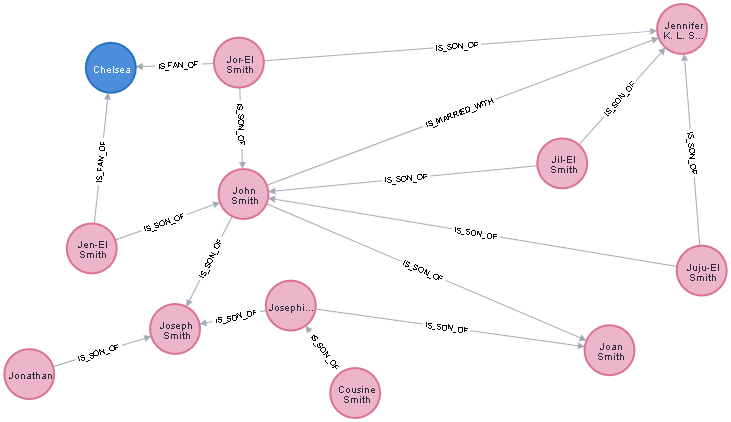 Jennifer
K. L. S...
IS_SON_OF
Jor-El
Smith
IS_FAN_OF
Chelsea
IS_SON_OF
IS_MARRIED_WITH
IS_SON_OF
IS_SON_OF
Jil-El
Smith
IS_FAN_OF
IS_SON_OF
IS_SON_OF
John
Smith
IS_SON_OF
Jen-El
Smith
IS_SON_OF
IS_SON_OF
IS_SON_OF
Juju-El
Smith
Josephi...
IS_SON_OF
Joseph
Smith
IS_SON_OF
Joan
Smith
IS_SON_OF
IS_SON_OF
Jonathan
Cousine
Smith